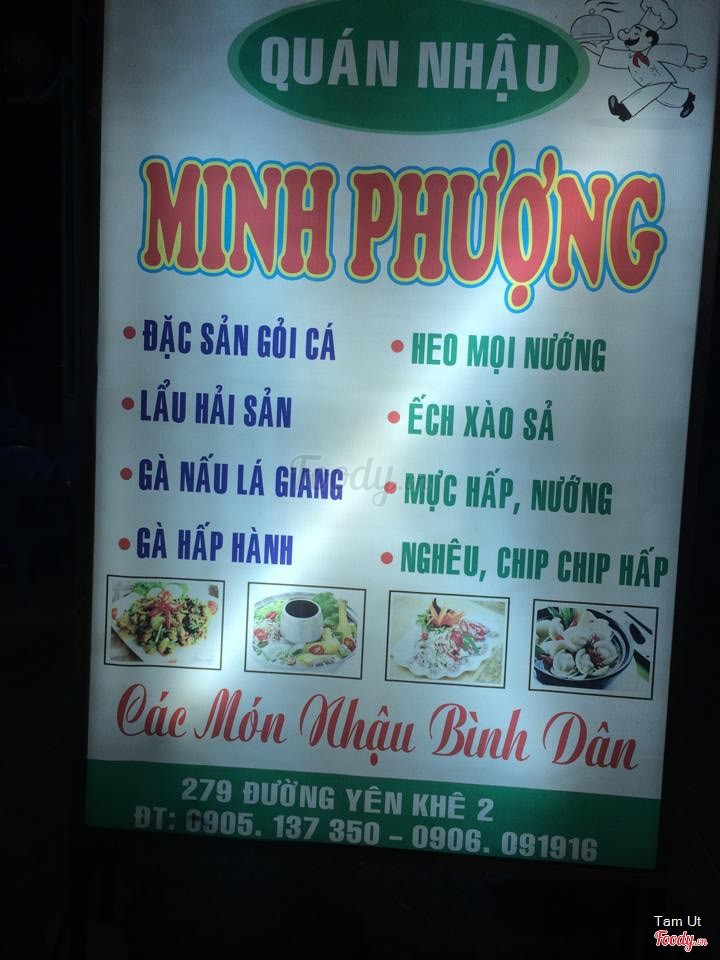 QUÁN NHẬU
MINH PHƯỢNG
• ĐẶC SẢN GỎI CÁ
• LẨU HẢI SẢN
• GÀ NẤU LÁ GIANG
• GÀ HẤP HÀNH
• HEO MỌI NƯỚNG
• ẾCH XÀO SẢ
• MỰC HẤP, NƯỚNG
• NGHÊU, CHIP CHIP HẤP
Foody.vn
Các Món Nhậu Bình Dân
279 ĐƯỜNG YÊN KHÊ 2
ĐT: 0905. 137 350 - 0906. 091916
Tam Ut
Foody.vn